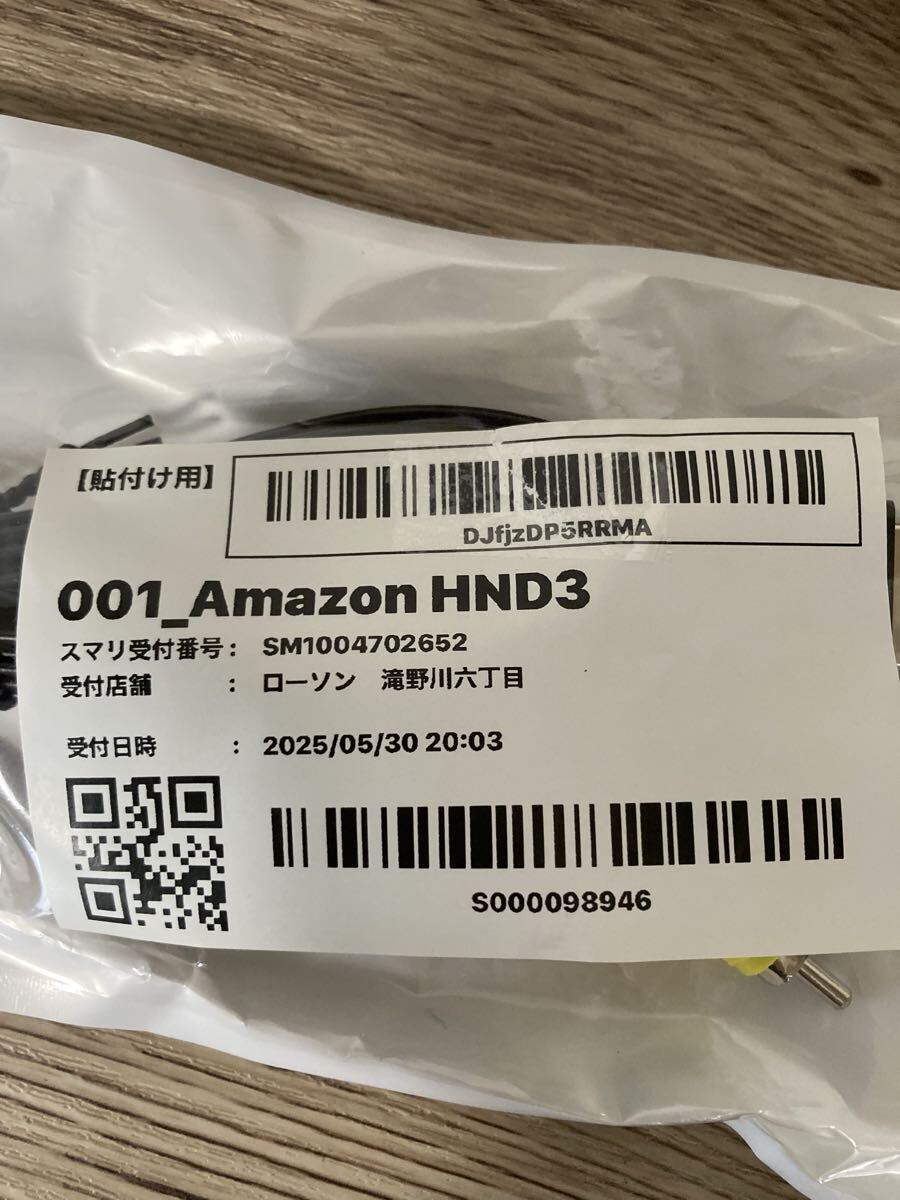 【貼付け用】
DJfjzDP5RRMA
001_Amazon HND3
スマリ受付番号： SM1004702652
受付店舗 ： ローソン 滝野川六丁目
受付日時 ： 2025/05/30 20:03
S000098946